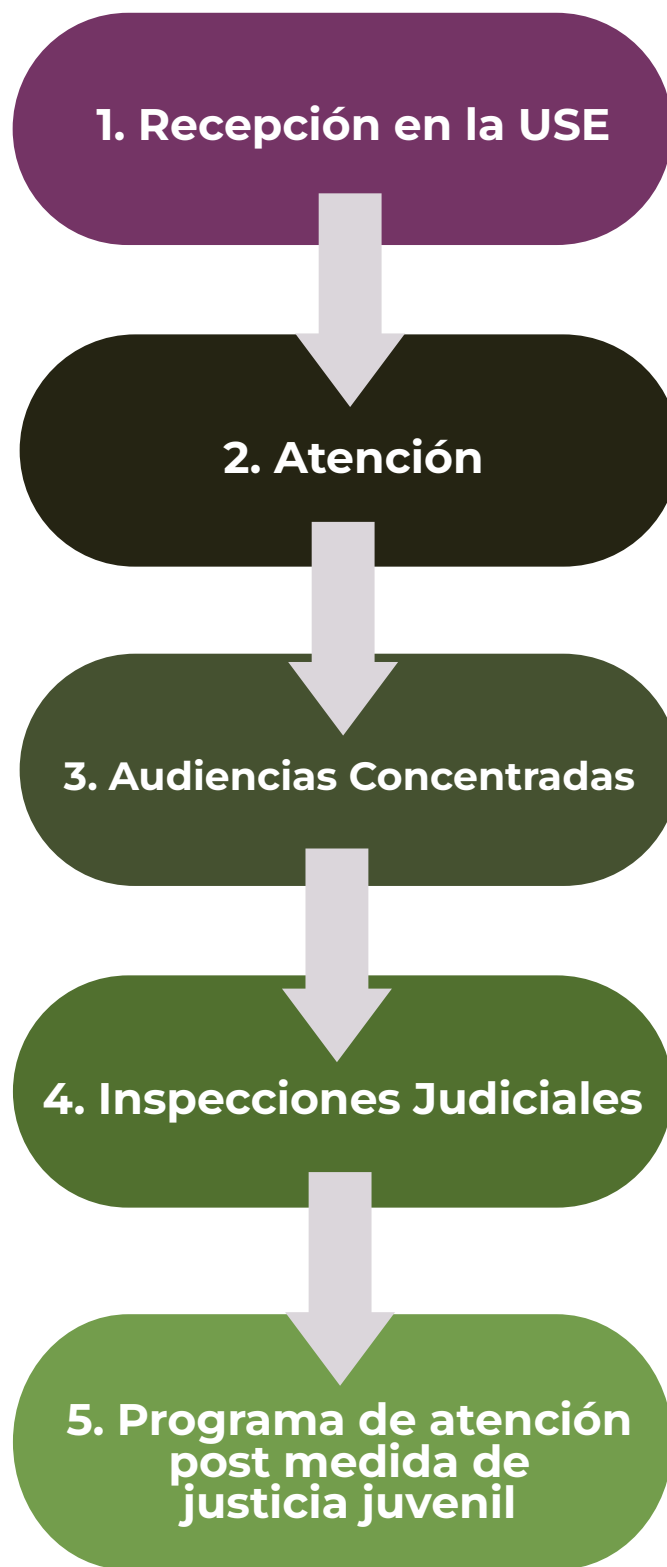 1. Recepción en la USE
2. Atención
3. Audiencias Concentradas
4. Inspecciones Judiciales
5. Programa de atención
post medida de
justicia juvenil